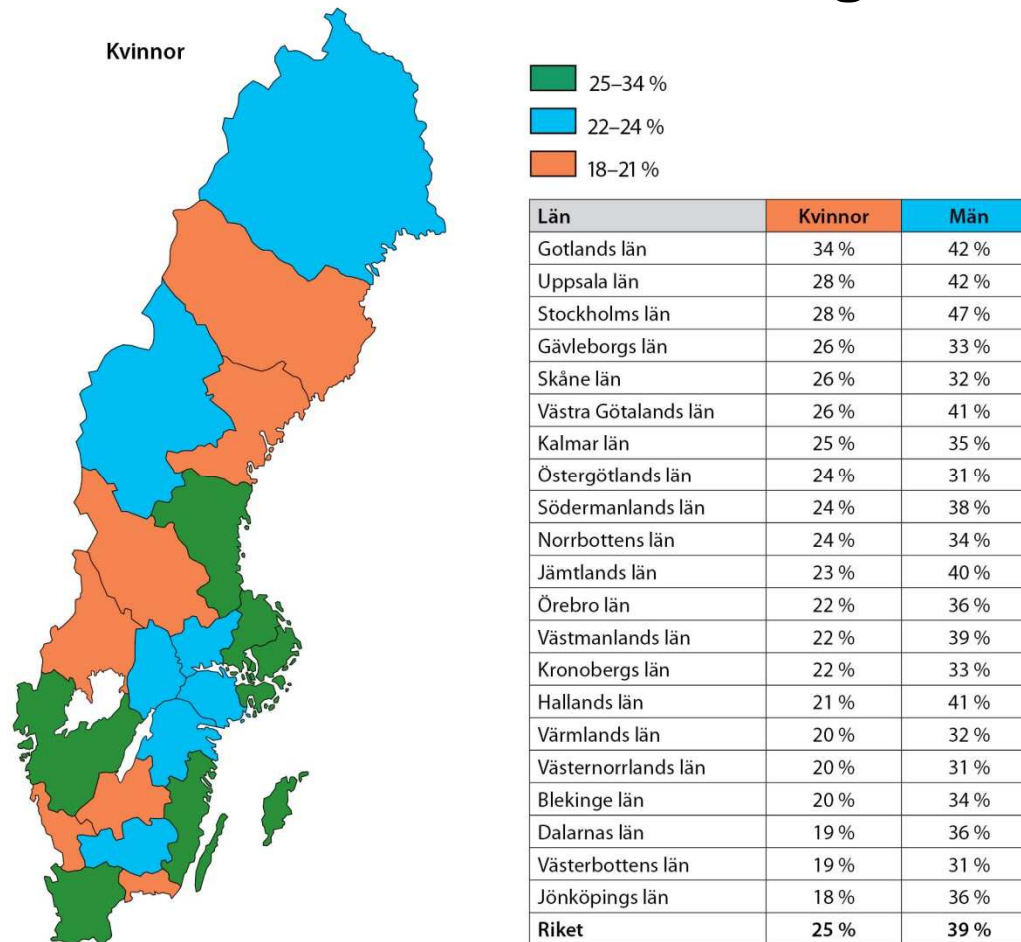 Kvinnor
25–34 %
22–24 %
18–21 %
Län Kvinnor Män
Gotlands län 34 % 42 %
Uppsala län 28 % 42 %
Stockholms län 28 % 47 %
Gävleborgs län 26 % 33 %
Skåne län 26 % 32 %
Västra Götalands län 26 % 41 %
Kalmar län 25 % 35 %
Östergötlands län 24 % 31 %
Södermanlands län 24 % 38 %
Norrbottens län 24 % 34 %
Jämtlands län 23 % 40 %
Örebro län 22 % 36 %
Västmanlands län 22 % 39 %
Kronobergs län 22 % 33 %
Hallands län 21 % 41 %
Värmlands län 20 % 32 %
Västernorrlands län 20 % 31 %
Blekinge län 20 % 34 %
Dalarnas län 19 % 36 %
Västerbottens län 19 % 31 %
Jönköpings län 18 % 36 %
Riket 25 % 39 %